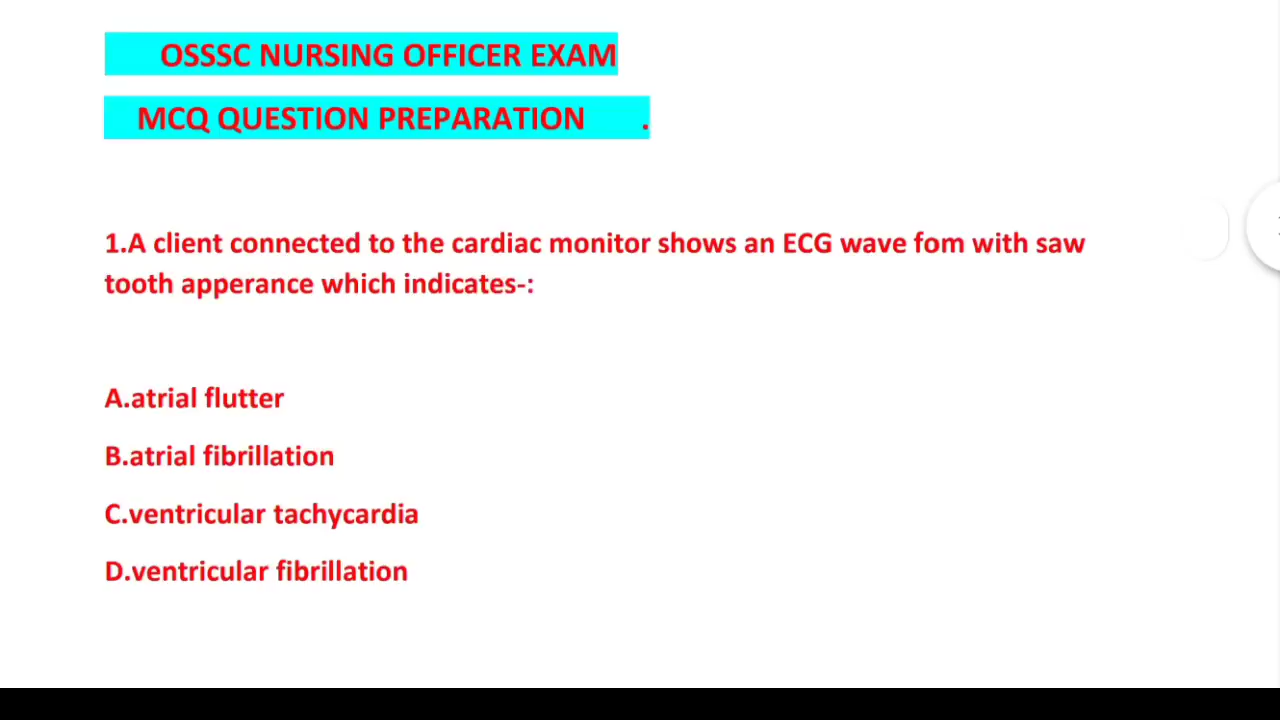 OSSSC NURSING OFFICER EXAM
MCQ QUESTION PREPARATION .
1.A client connected to the cardiac monitor shows an ECG wave fom with saw
tooth apperance which indicates-:
A.atrial flutter
B.atrial fibrillation
C.ventricular tachycardia
D.ventricular fibrillation